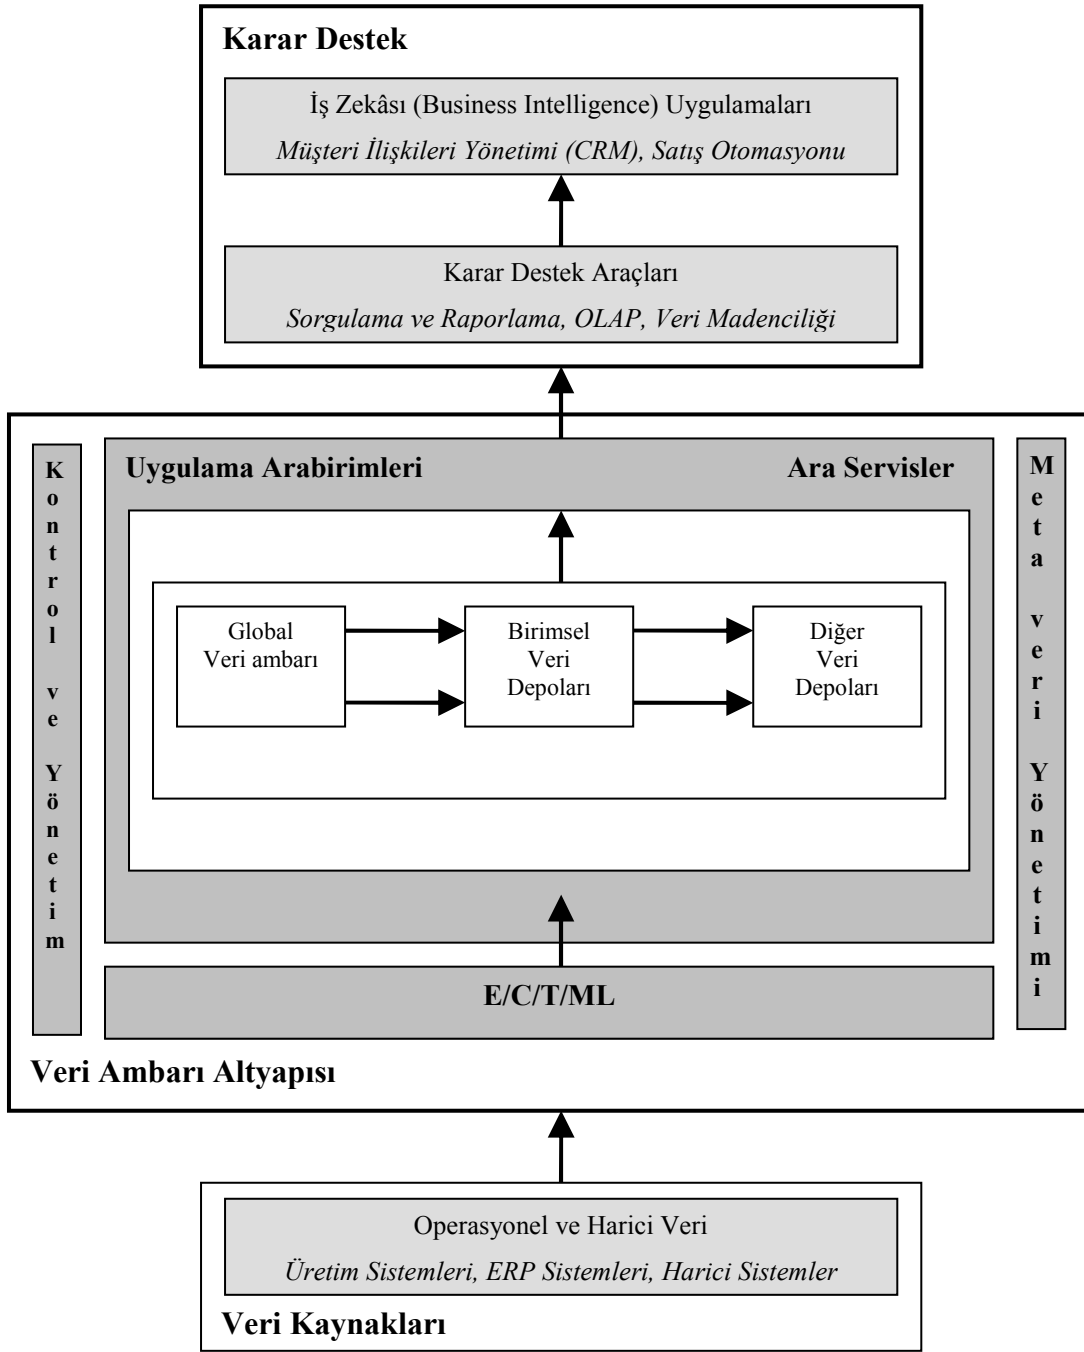 Karar Destek
İş Zekâsı (Business Intelligence) Uygulamaları
Müşteri İlişkileri Yönetimi (CRM), Satış Otomasyonu
Karar Destek Araçları
Sorgulama ve Raporlama, OLAP, Veri Madenciliği
Kontrol ve Yönetim
Uygulama Arabirimleri
Ara Servisler
Global
Veri ambarı
Birimsel
Veri
Depoları
Diğer
Veri
Depoları
Meta veri Yönetimi
E/C/T/ML
Veri Ambarı Altyapısı
Operasyonel ve Harici Veri
Üretim Sistemleri, ERP Sistemleri, Harici Sistemler
Veri Kaynakları